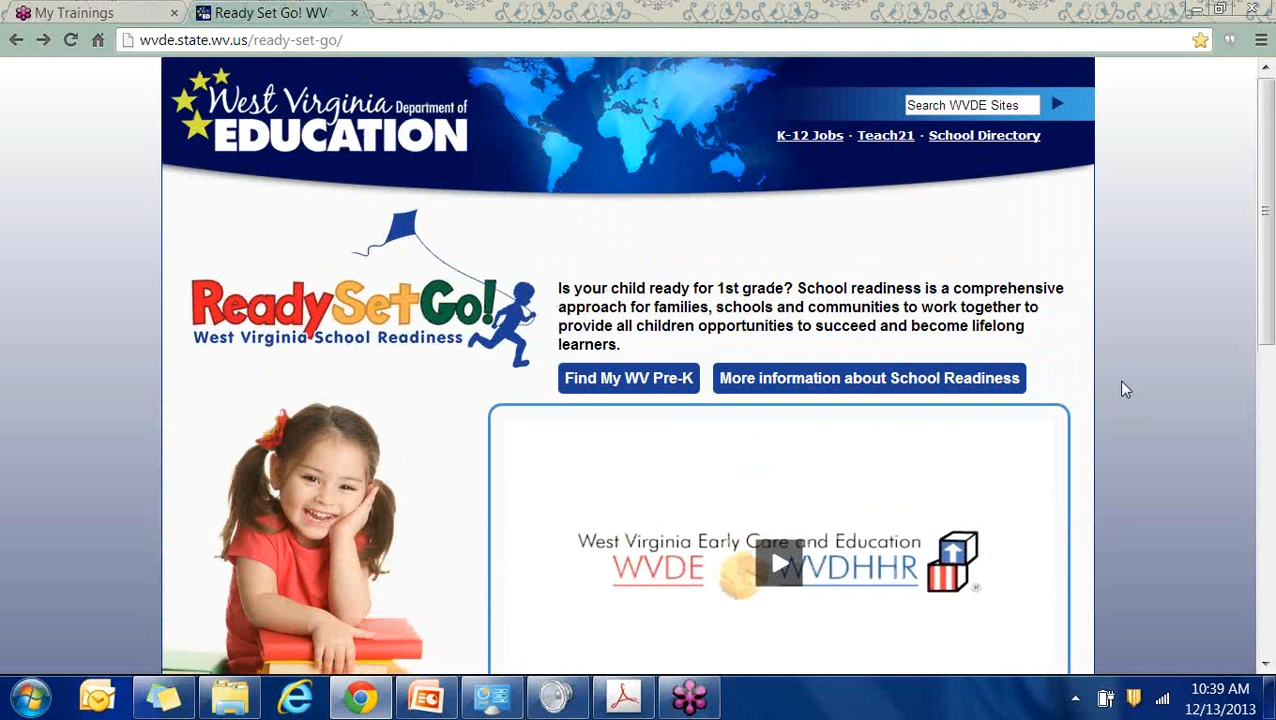 My Trainings
Ready Set Go! WV
wvde.state.wv.us/ready-set-go/
West Virginia Department of
EDUCATION
Search WVDE Sites
K-12 Jobs · Teach21 · School Directory
ReadySetGo!
West Virginia School Readiness
Is your child ready for 1st grade? School readiness is a comprehensive
approach for families, schools and communities to work together to
provide all children opportunities to succeed and become lifelong
learners.
Find My WV Pre-K
More information about School Readiness
West Virginia Early Care and Education
WVDE
WVDHHR
10:39 AM
12/13/2013